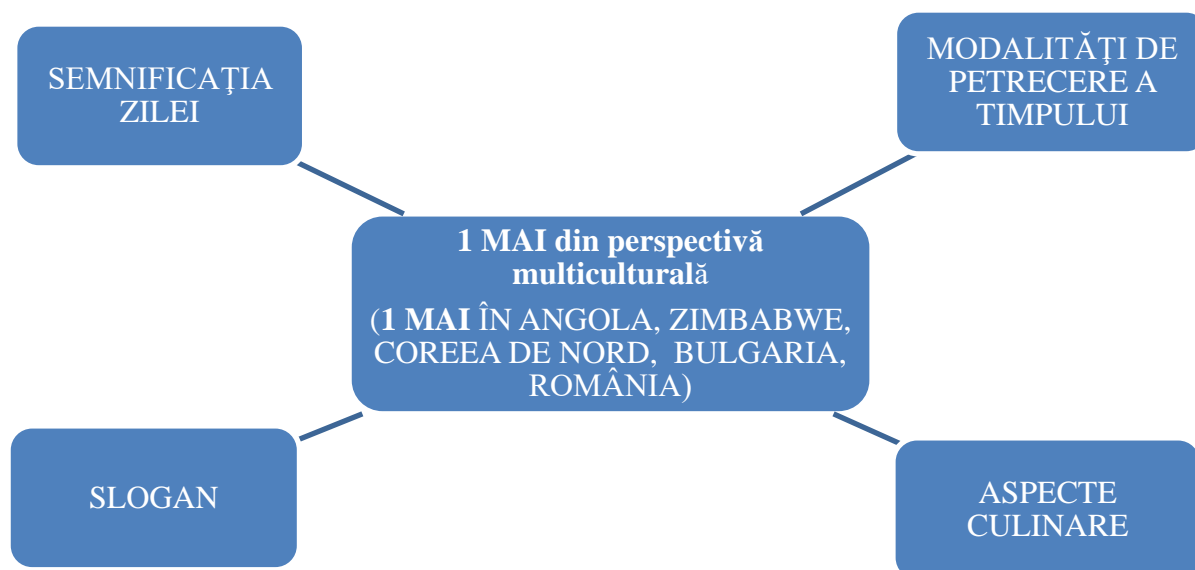 SEMNIFICAŢIA
ZILEI
MODALITĂŢI DE
PETRECERE A
TIMPULUI
1 MAI din perspectivă
multiculturală
(1 MAI ÎN ANGOLA, ZIMBABWE,
COREEA DE NORD, BULGARIA,
ROMÂNIA)
SLOGAN
ASPECTE
CULINARE